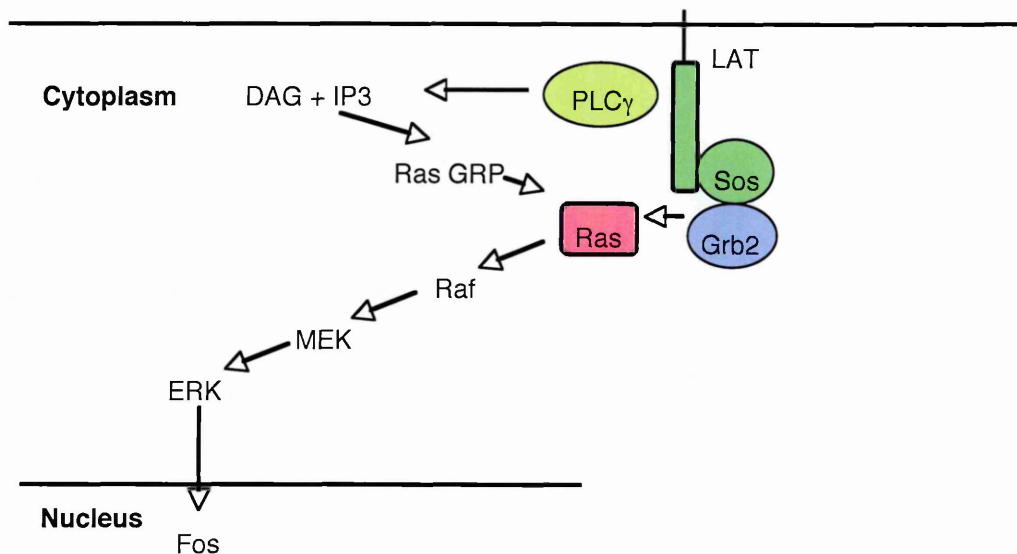 LAT
Cytoplasm
DAG + IP3
PLCγ
Ras GRP
Sos
Ras
Grb2
Raf
MEK
ERK
Nucleus
Fos